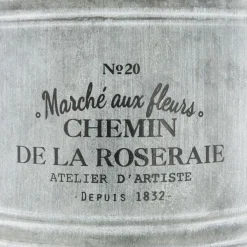 No20
Marché aux fleurs
CHEMIN
DE LA ROSERAIE
ATELIER D'ARTISTE
- DEPUIS 1832 -